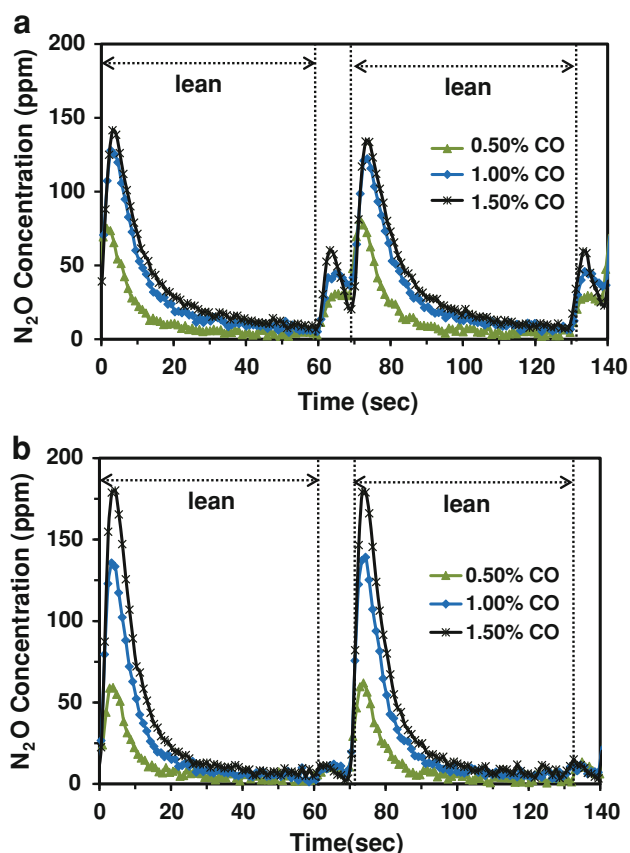 a
N₂O Concentration (ppm)
200
150
100
50
0
lean
lean
0.50% CO
1.00% CO
1.50% CO
0 20 40 60 80 100 120 140
Time (sec)
b
N₂O Concentration (ppm)
200
150
100
50
0
lean
lean
0.50% CO
1.00% CO
1.50% CO
0 20 40 60 80 100 120 140
Time(sec)